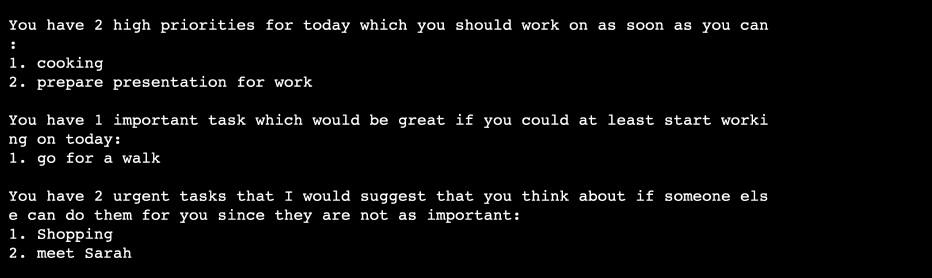 You have 2 high priorities for today which you should work on as soon as you can
:
1. cooking
2. prepare presentation for work
You have 1 important task which would be great if you could at least start worki
ng on today:
1. go for a walk
You have 2 urgent tasks that I would suggest that you think about if someone els
e can do them for you since they are not as important:
1. Shopping
2. meet Sarah